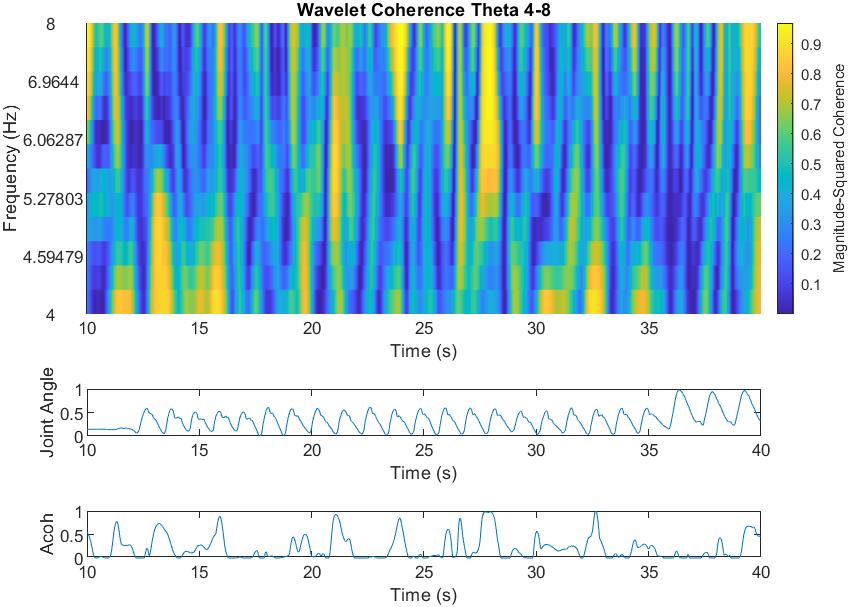 Wavelet Coherence Theta 4-8
8
6.9644
6.06287
5.27803
4.59479
4
Frequency (Hz)
10 15 20 25 30 35
Time (s)
0.9
0.8
0.7
0.6
0.5
0.4
0.3
0.2
0.1
Magnitude-Squared Coherence
Joint Angle
1
0.5
0
10 15 20 25 30 35 40
Time (s)
Acoh
1
0.5
0
10 15 20 25 30 35 40
Time (s)